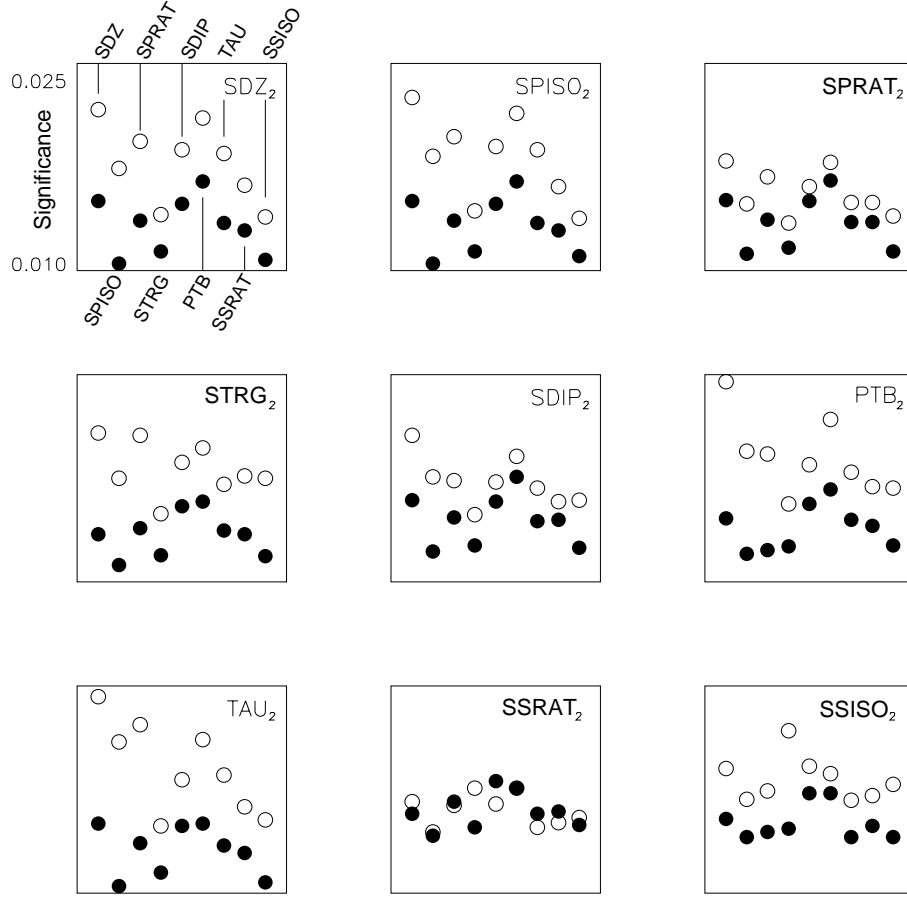 SDZ SPRAT SDIP TAU SSISO
0.025 SDZ2 SPISO2 SPRAT2
Significance
0.010
SPISO STRG PTB SSRAT
STRG2 SDIP2 PTB2
TAU2 SSRAT2 SSISO2